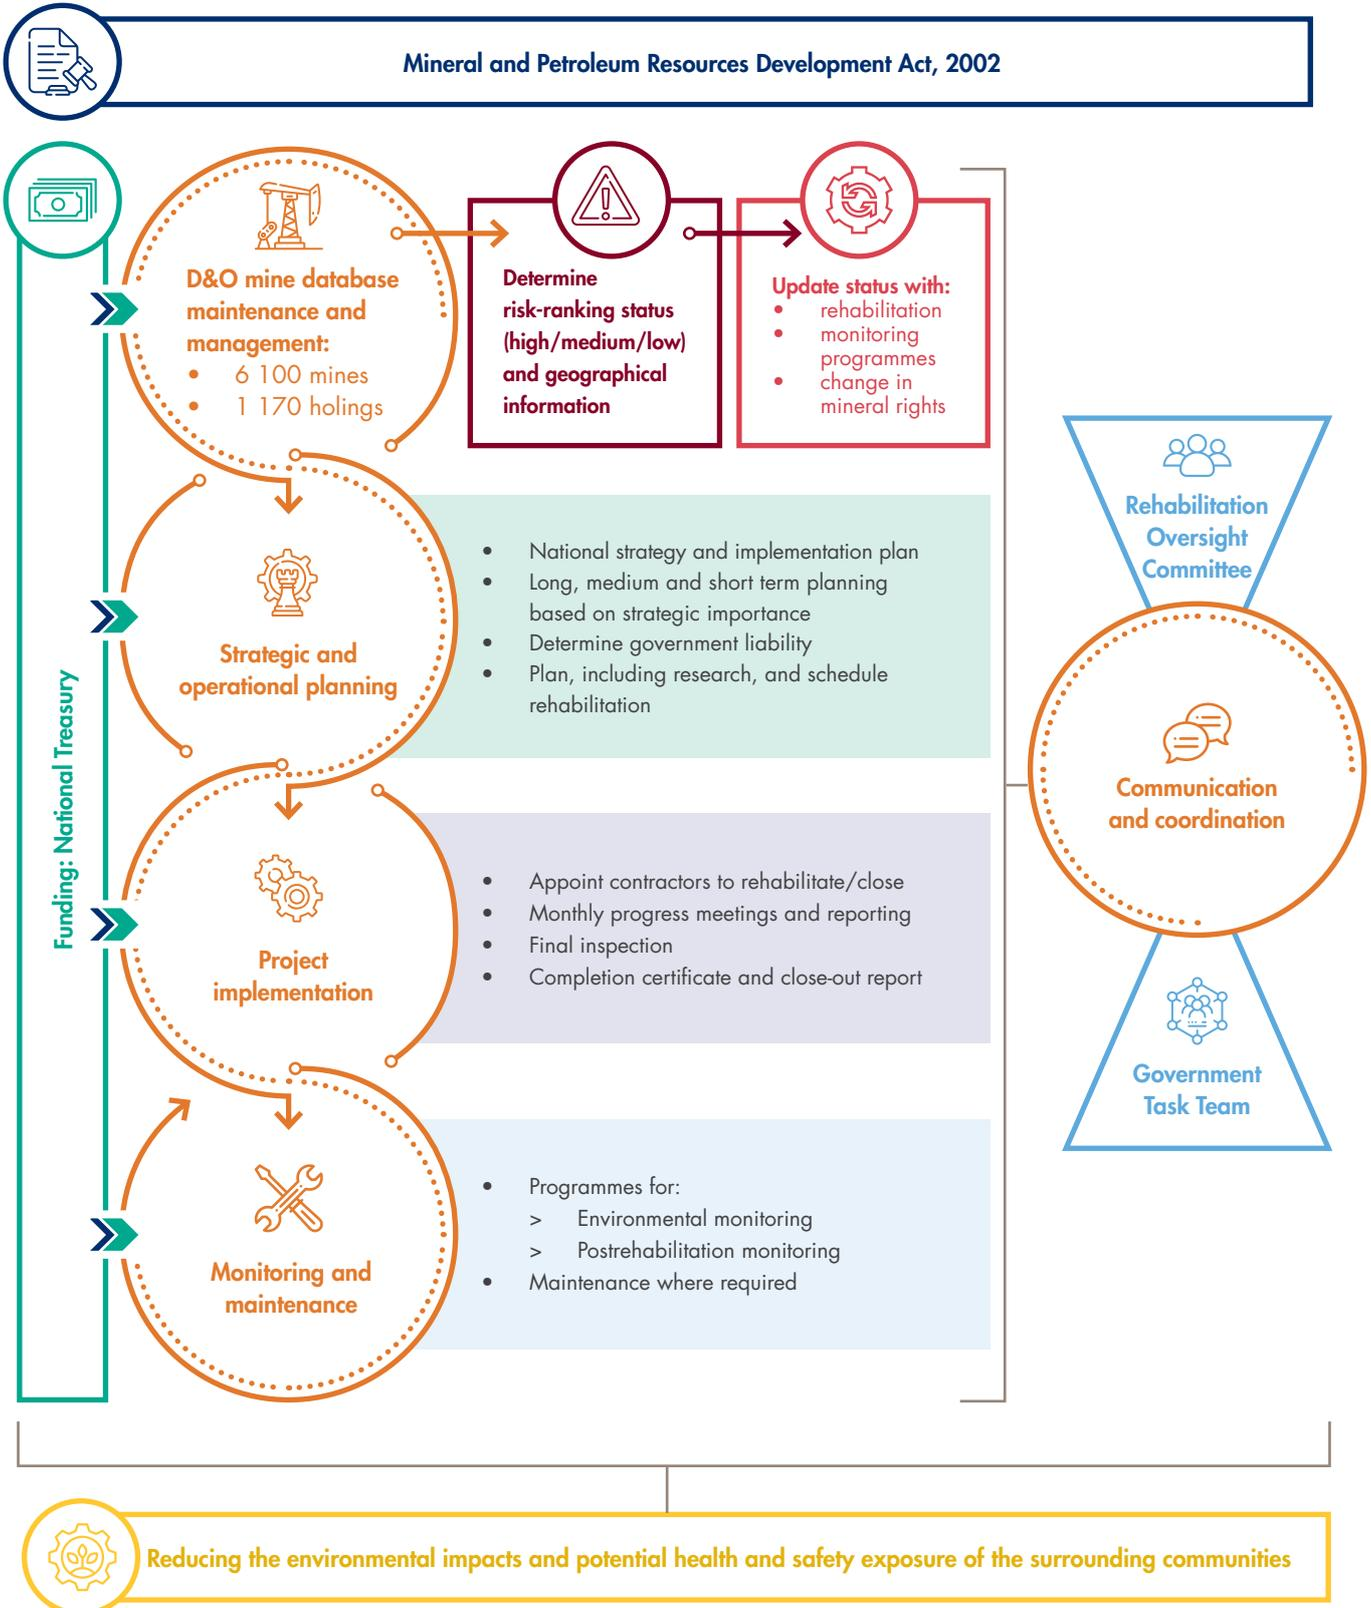 Mineral and Petroleum Resources Development Act, 2002
Funding: National Treasury
D&O mine database
maintenance and
management:
• 6 100 mines
• 1 170 holings
Determine
risk-ranking status
(high/medium/low)
and geographical
information
Update status with:
• rehabilitation
• monitoring
programmes
• change in
mineral rights
Strategic and
operational planning
• National strategy and implementation plan
• Long, medium and short term planning
based on strategic importance
• Determine government liability
• Plan, including research, and schedule
rehabilitation
Project
implementation
• Appoint contractors to rehabilitate/close
• Monthly progress meetings and reporting
• Final inspection
• Completion certificate and close-out report
Monitoring and
maintenance
• Programmes for:
> Environmental monitoring
> Postrehabilitation monitoring
• Maintenance where required
Rehabilitation
Oversight
Committee
Communication
and coordination
Government
Task Team
Reducing the environmental impacts and potential health and safety exposure of the surrounding communities